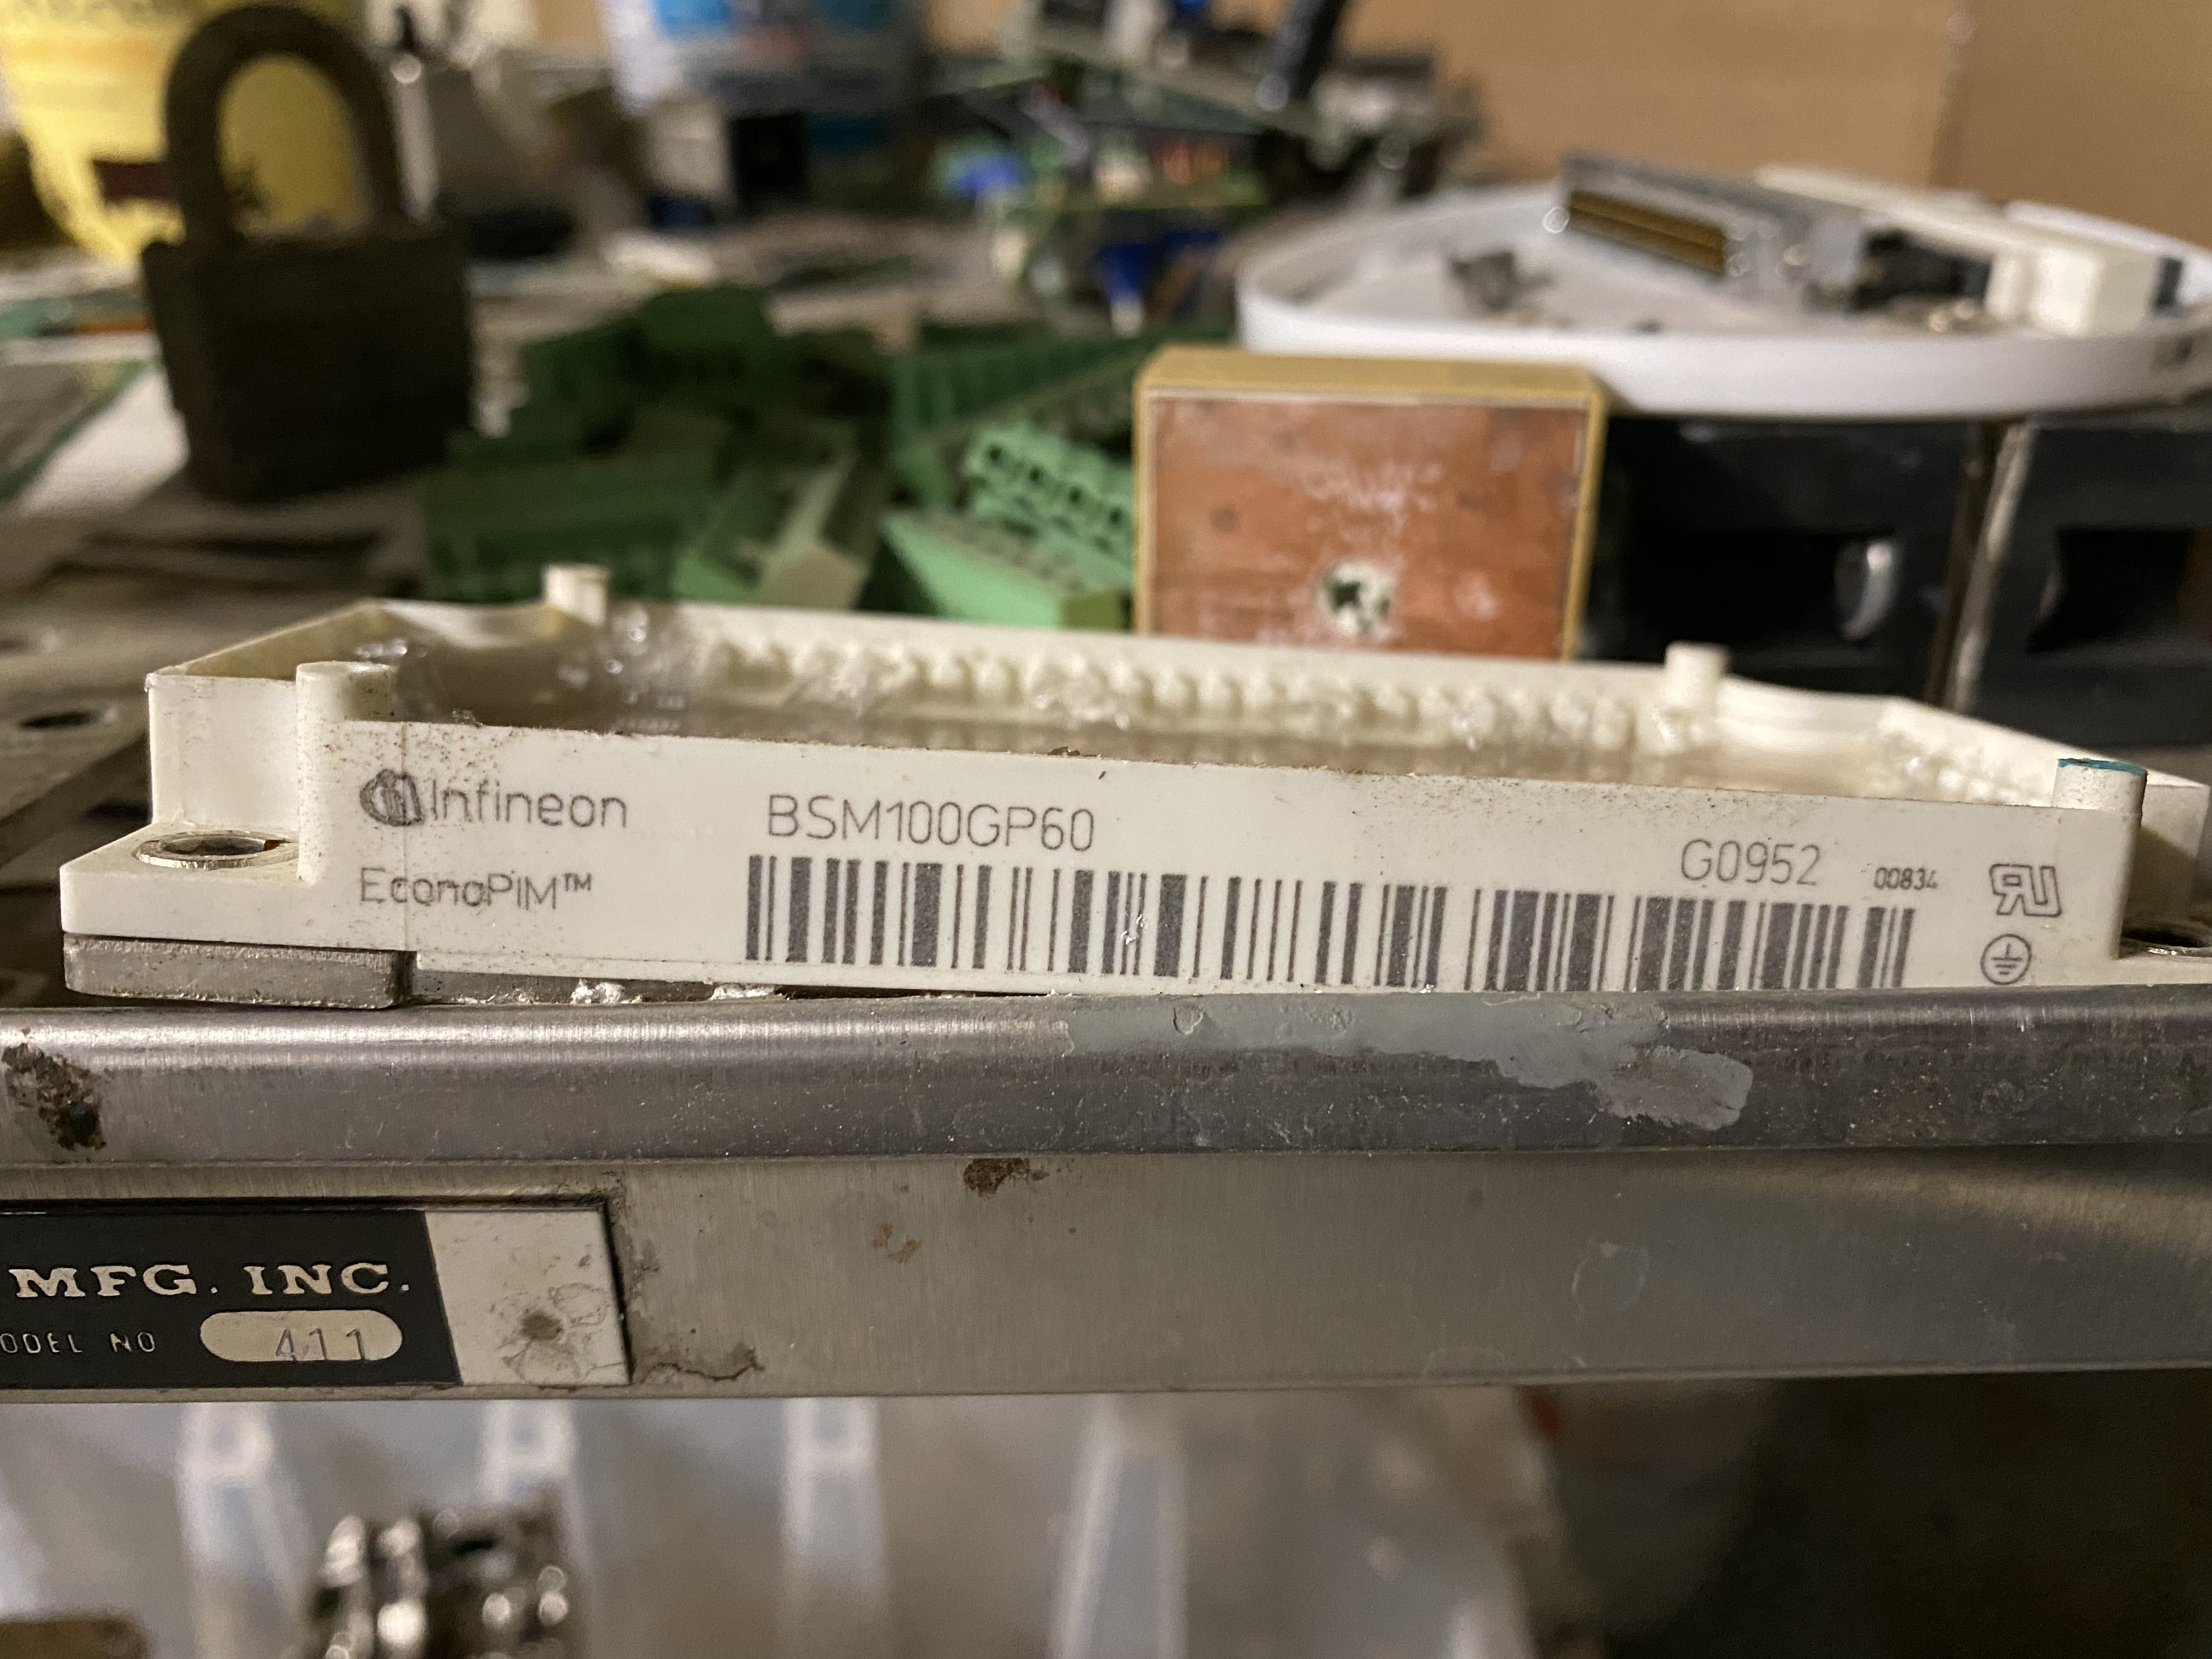 infineon
BSM100GP60
EconoPIM™
G0952 00834
MFG. INC.
ODEL NO 411